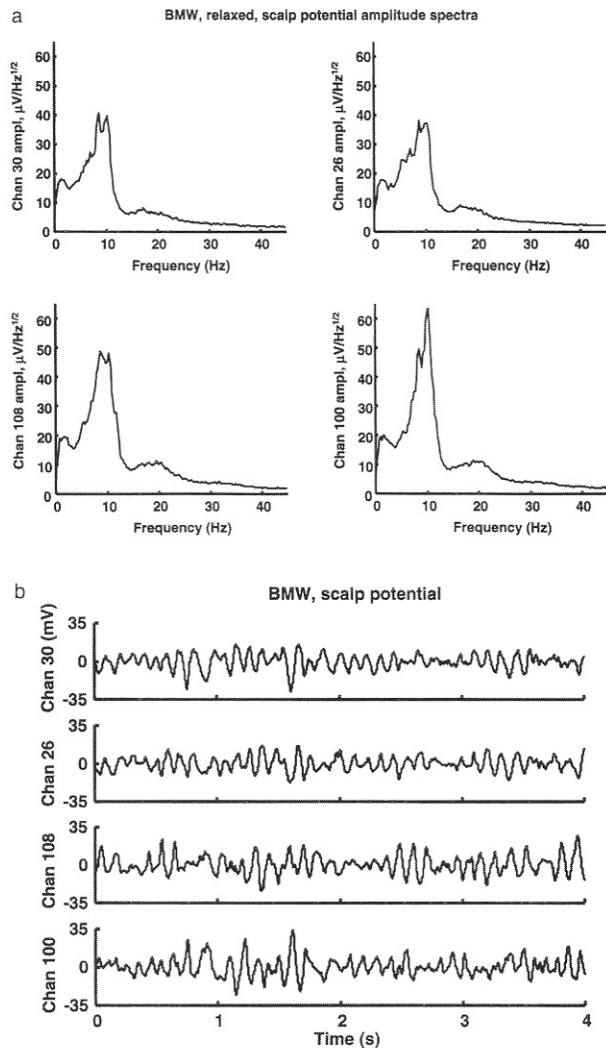 a
BMW, relaxed, scalp potential amplitude spectra
Chan 30 ampl, μV/Hz1/2
60
50
40
30
20
10
0
0 10 20 30 40
Frequency (Hz)
Chan 26 ampl, μV/Hz1/2
60
50
40
30
20
10
0
0 10 20 30 40
Frequency (Hz)
Chan 108 ampl, μV/Hz1/2
60
50
40
30
20
10
0
0 10 20 30 40
Frequency (Hz)
Chan 100 ampl, μV/Hz1/2
60
50
40
30
20
10
0
0 10 20 30 40
Frequency (Hz)
b
BMW, scalp potential
Chan 30 (mV)
35
0
-35
Chan 26
35
0
-35
Chan 108
35
0
-35
Chan 100
35
0
-35
0 1 2 3 4
Time (s)